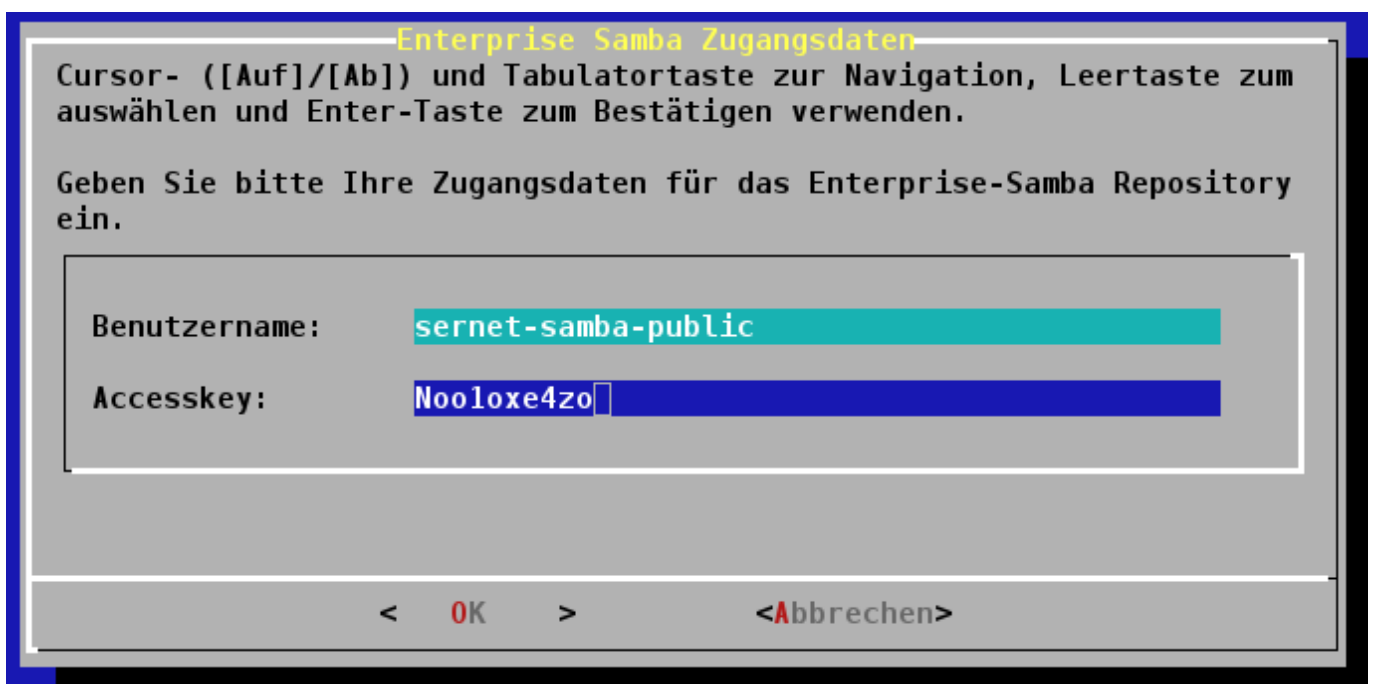 Enterprise Samba Zugangsdaten
Cursor- ([Auf]/[Ab]) und Tabulatortaste zur Navigation, Leertaste zum
auswählen und Enter-Taste zum Bestätigen verwenden.
Geben Sie bitte Ihre Zugangsdaten für das Enterprise-Samba Repository
ein.
Benutzername: sernet-samba-public
Accesskey: Nooloxe4zo
<  OK  > <Abbrechen>